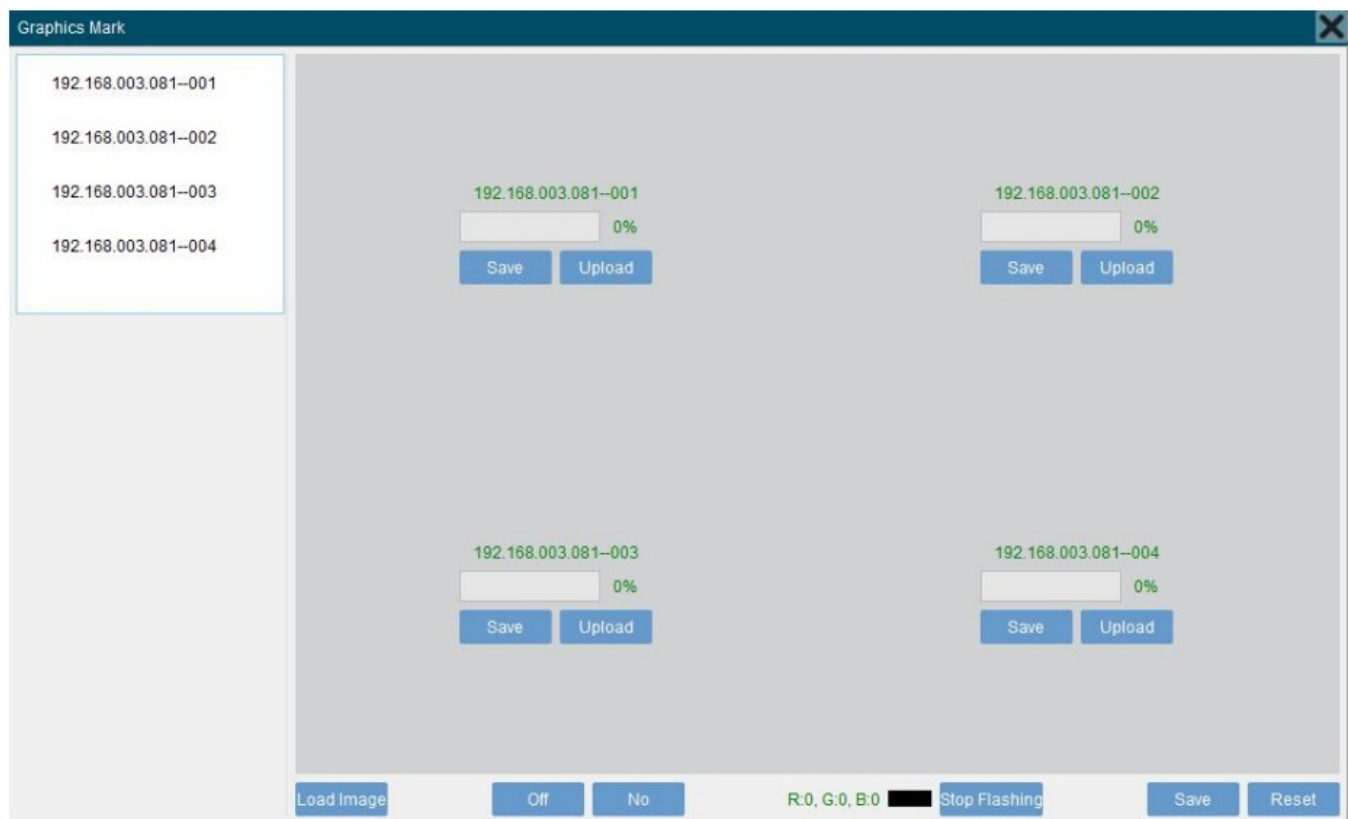 Graphics Mark
192.168.003.081--001
192.168.003.081--002
192.168.003.081--003
192.168.003.081--004
192.168.003.081--001
0%
Save Upload
192.168.003.081--002
0%
Save Upload
192.168.003.081--003
0%
Save Upload
192.168.003.081--004
0%
Save Upload
Load Image Off No R:0, G:0, B:0 Stop Flashing Save Reset